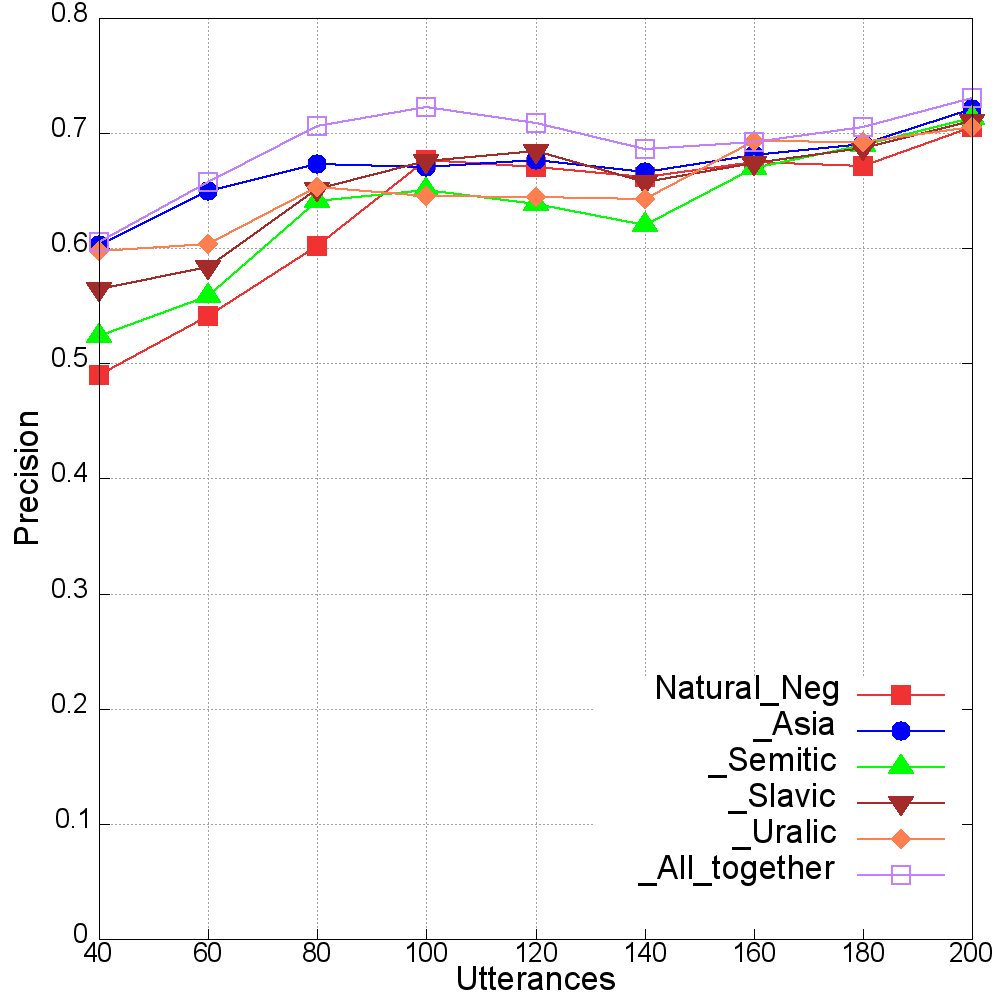 0.8
0.7
0.6
0.5
0.4
0.3
0.2
0.1
0
Precision
Natural_Neg
_Asia
_Semitic
_Slavic
_Uralic
_All_together
40 60 80 100 120 140 160 180 200
Utterances